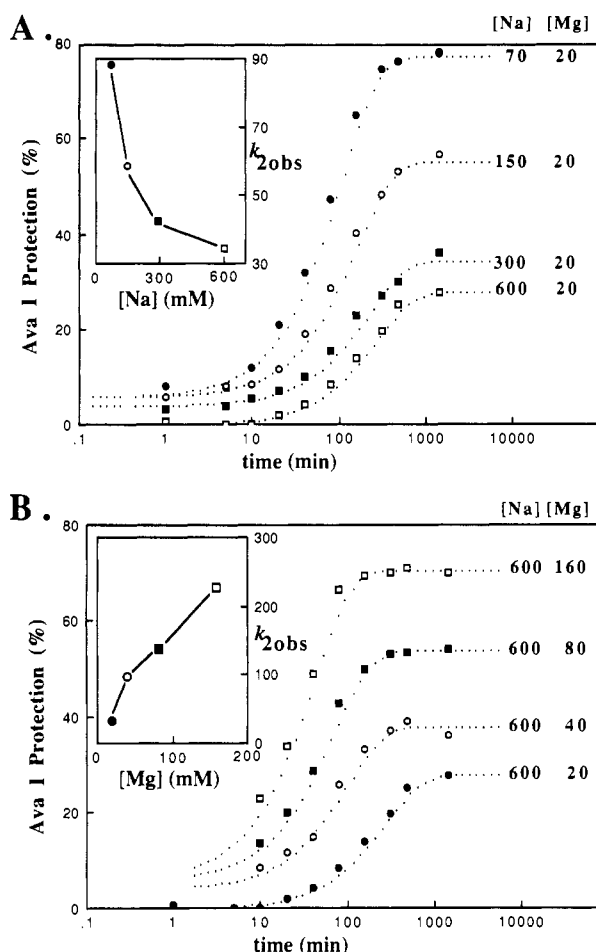 A.
[Na] [Mg]
80
60
40
20
0
Ava I Protection (%)
90
70
50
30
k2obs
0 300 600
[Na] (mM)
70 20
150 20
300 20
600 20
.1 1 10 100 1000 10000
time (min)
B.
[Na] [Mg]
80
60
40
20
0
Ava I Protection (%)
300
200
100
0
k2obs
0 100 200
[Mg] (mM)
600 160
600 80
600 40
600 20
.1 1 10 100 1000 10000
time (min)